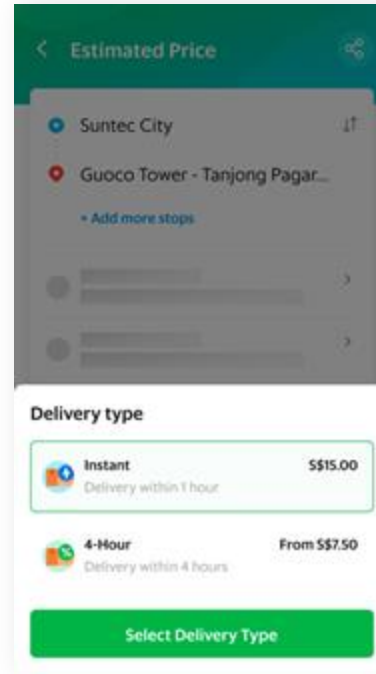 Estimated Price
Suntec City
Guoco Tower - Tanjong Pagar...
+ Add more stops
Delivery type
Instant
S$15.00
Delivery within 1 hour
4-Hour
From S$7.50
Delivery within 4 hours
Select Delivery Type